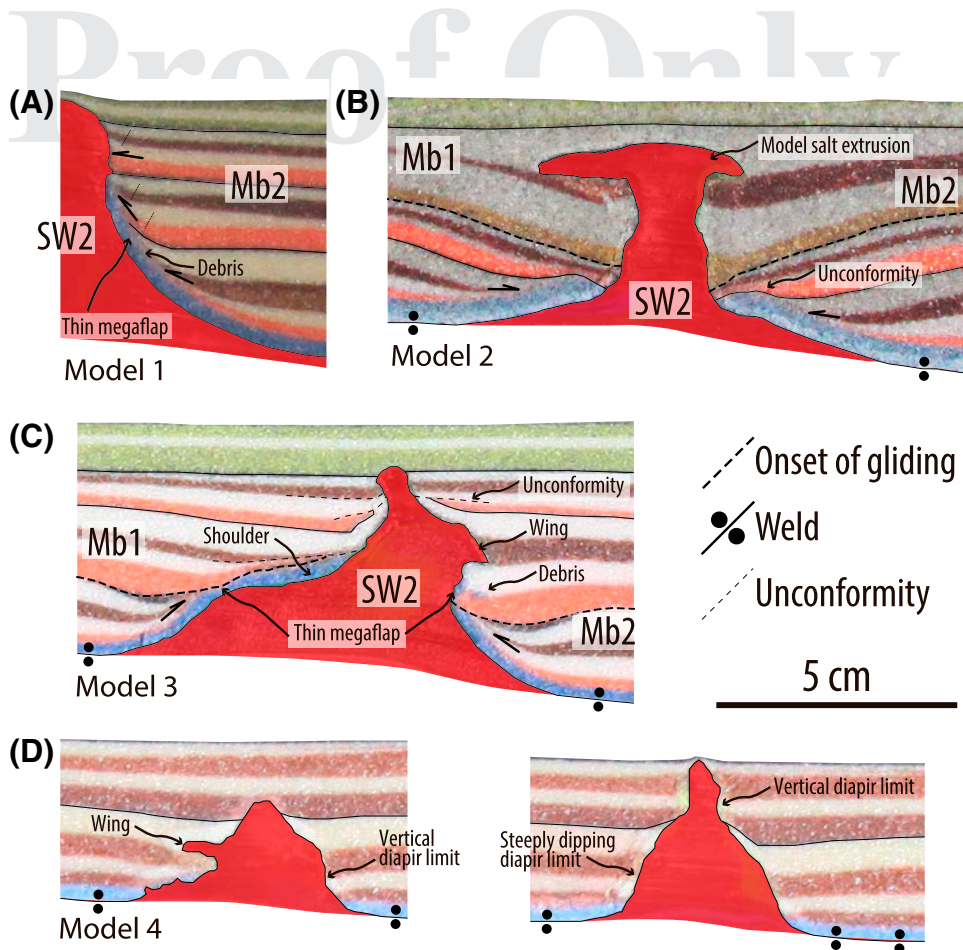 Proof Only
(A)
(B)
Mb2
SW2
Debris
Thin megaflap
Model 1
Mb1
Model salt extrusion
Mb2
Unconformity
SW2
Model 2
(C)
Unconformity
Mb1
Shoulder
Wing
SW2
Debris
Thin megaflap
Mb2
Model 3
Onset of gliding
Weld
Unconformity
5 cm
(D)
Wing
Vertical
diapir limit
Model 4
Vertical diapir limit
Steeply dipping
diapir limit